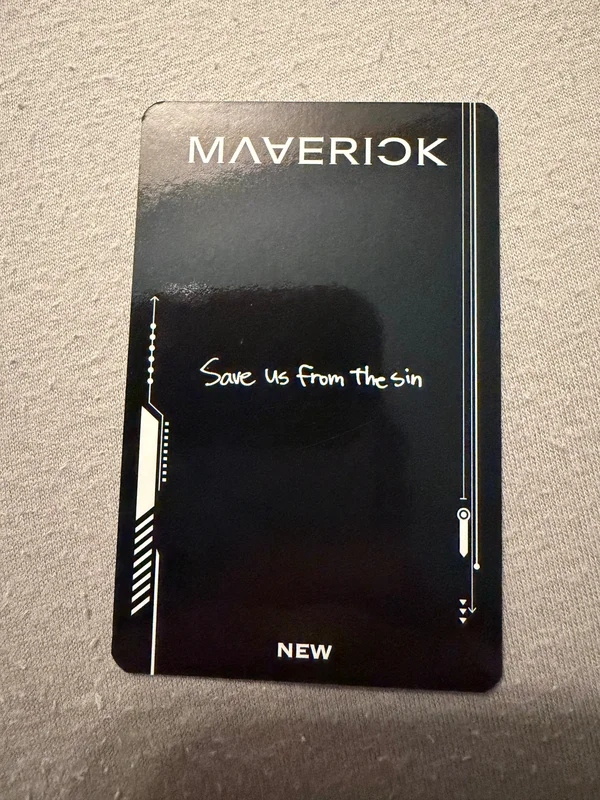 MAVERICK
Save us from the sin
NEW